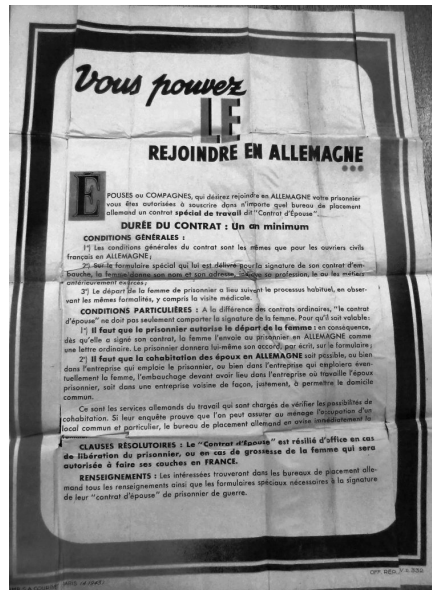 Vous pouvez
LE
REJOINDRE EN ALLEMAGNE
EPOUSES ou COMPAGNES, qui désirez rejoindre en ALLEMAGNE votre prisonnier
vous êtes autorisées à souscrire dans n'importe quel bureau de placement
allemand un contrat spécial de travail dit "Contrat d'Épouse".
DURÉE DU CONTRAT : Un an minimum
CONDITIONS GÉNÉRALES :
1°) Les conditions générales du contrat sont les mêmes que pour les ouvriers civils
français en ALLEMAGNE ;
2°) Sur le formulaire spécial qui lui est délivré pour la signature de son contrat d'em-
bauche, la femme donne son nom et son adresse, sa profession, le ou les métiers
antérieurement exercés ;
3°) Le départ de la femme de prisonnier a lieu suivant le processus habituel, en obser-
vant les mêmes formalités, y compris la visite médicale.
CONDITIONS PARTICULIÈRES : A la différence des contrats ordinaires, "le contrat
d'épouse" ne doit pas seulement comporter la signature de la femme. Pour qu'il soit valable :
1°) Il faut que le prisonnier autorise le départ de la femme : en conséquence,
dès qu'elle a signé son contrat, la femme l'envoie au prisonnier en ALLEMAGNE comme
une lettre ordinaire. Le prisonnier donnera lui-même son accord, par écrit, sur le formulaire ;
2°) Il faut que la cohabitation des époux en ALLEMAGNE soit possible, ou bien
dans l'entreprise qui emploie le prisonnier, ou bien dans l'entreprise qui emploiera éven-
tuellement la femme, l'embauchage devant avoir lieu dans l'entreprise où travaille l'époux
prisonnier, soit dans une entreprise voisine de façon, justement, à permettre le domicile
commun.
Ce sont les services allemands du travail qui sont chargés de vérifier les possibilités de
cohabitation. Si leur enquête prouve que l'on peut assurer au ménage l'occupation d'un
local commun et particulier, le bureau de placement allemand en avise immédiatement la
femme.
CLAUSES RÉSOLUTOIRES : Le "Contrat d'Épouse" est résilié d'office en cas
de libération du prisonnier, ou en cas de grossesse de la femme qui sera
autorisée à faire ses couches en FRANCE.
RENSEIGNEMENTS : Les intéressées trouveront dans les bureaux de placement alle-
mand tous les renseignements ainsi que les formulaires spéciaux nécessaires à la signature
de leur "contrat d'épouse" de prisonnier de guerre.
OFF. RÉP.